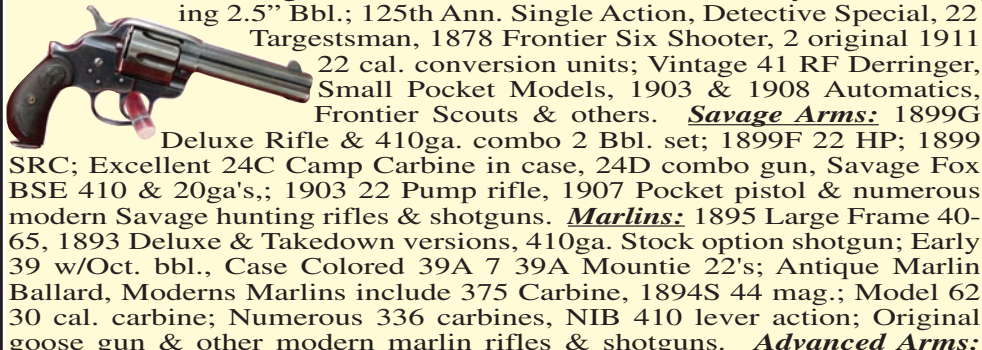 ing 2.5” Bbl.; 125th Ann. Single Action, Detective Special, 22
Targestsman, 1878 Frontier Six Shooter, 2 original 1911
22 cal. conversion units; Vintage 41 RF Derringer,
Small Pocket Models, 1903 & 1908 Automatics,
Frontier Scouts & others. Savage Arms: 1899G
Deluxe Rifle & 410ga. combo 2 Bbl. set; 1899F 22 HP; 1899
SRC; Excellent 24C Camp Carbine in case, 24D combo gun, Savage Fox
BSE 410 & 20ga's,; 1903 22 Pump rifle, 1907 Pocket pistol & numerous
modern Savage hunting rifles & shotguns. Marlins: 1895 Large Frame 40-
65, 1893 Deluxe & Takedown versions, 410ga. Stock option shotgun; Early
39 w/Oct. bbl., Case Colored 39A 7 39A Mountie 22's; Antique Marlin
Ballard, Moderns Marlins include 375 Carbine, 1894S 44 mag.; Model 62
30 cal. carbine; Numerous 336 carbines, NIB 410 lever action; Original
goose gun & other modern marlin rifles & shotguns. Advanced Arms: